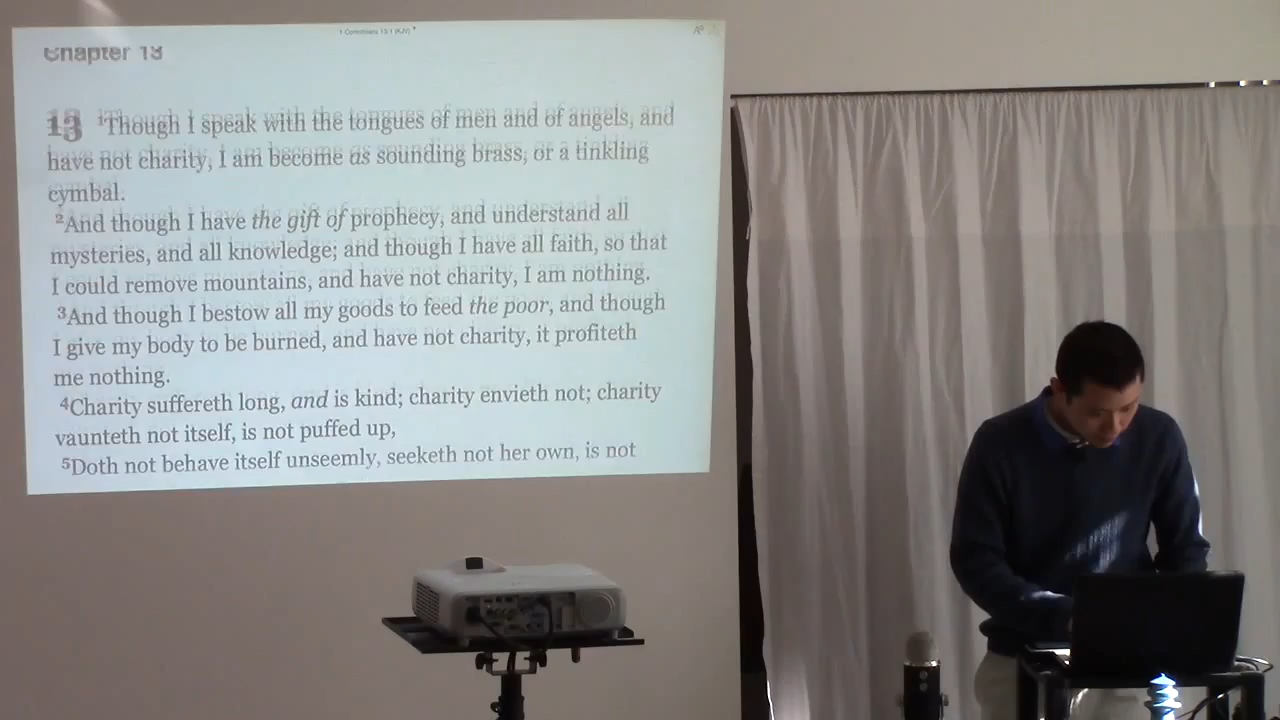 1 Corinthians 13:1 (KJV)
Chapter 13
13 1Though I speak with the tongues of men and of angels, and
have not charity, I am become as sounding brass, or a tinkling
cymbal.
2And though I have the gift of prophecy, and understand all
mysteries, and all knowledge; and though I have all faith, so that
I could remove mountains, and have not charity, I am nothing.
3And though I bestow all my goods to feed the poor, and though
I give my body to be burned, and have not charity, it profiteth
me nothing.
4Charity suffereth long, and is kind; charity envieth not; charity
vaunteth not itself, is not puffed up,
5Doth not behave itself unseemly, seeketh not her own, is not